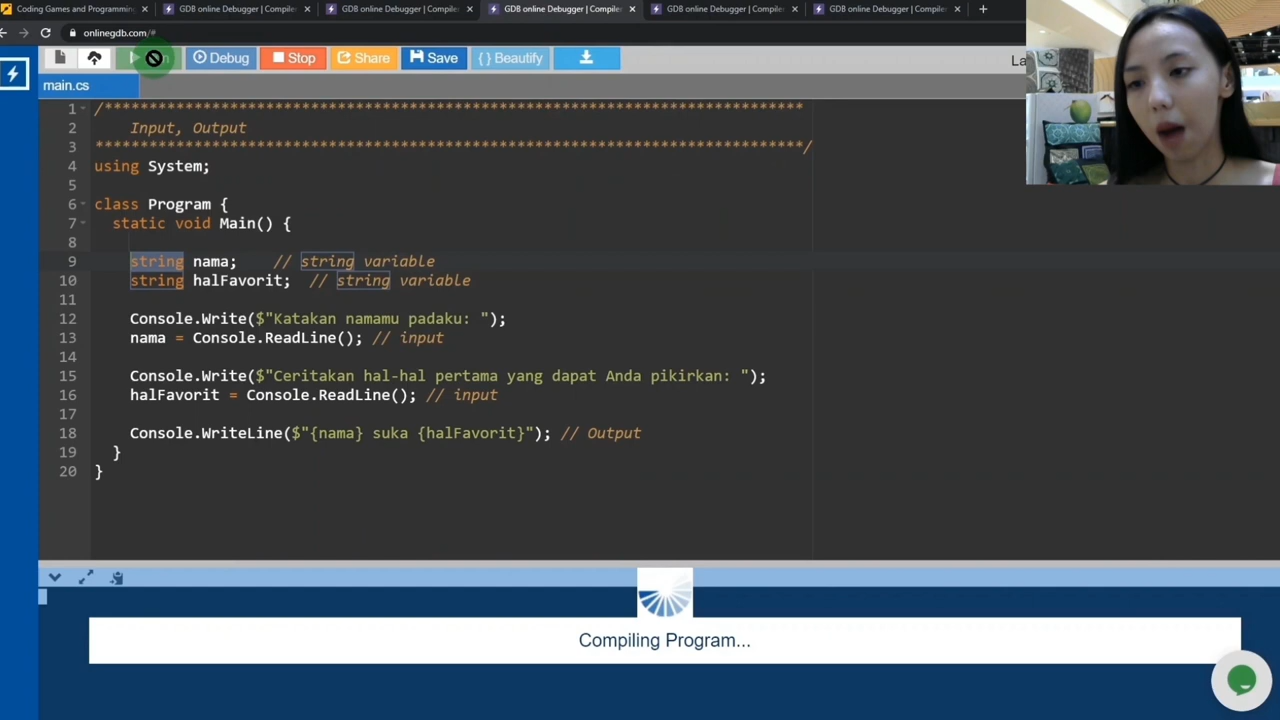 Coding Games and Programming
GDB online Debugger | Compiler
GDB online Debugger | Compiler
GDB online Debugger | Compiler
GDB online Debugger | Compiler
GDB online Debugger | Compiler
onlinegdb.com/#
Debug
Stop
Share
Save
{ } Beautify
La
main.cs
1 /******************************************************************************
2 Input, Output
3 *******************************************************************************/
4 using System;
5
6 class Program {
7 static void Main() {
8
9 string nama; // string variable
10 string halFavorit; // string variable
11
12 Console.Write($"Katakan namamu padaku: ");
13 nama = Console.ReadLine(); // input
14
15 Console.Write($"Ceritakan hal-hal pertama yang dapat Anda pikirkan: ");
16 halFavorit = Console.ReadLine(); // input
17
18 Console.WriteLine($"{nama} suka {halFavorit}"); // Output
19 }
20 }
Compiling Program...